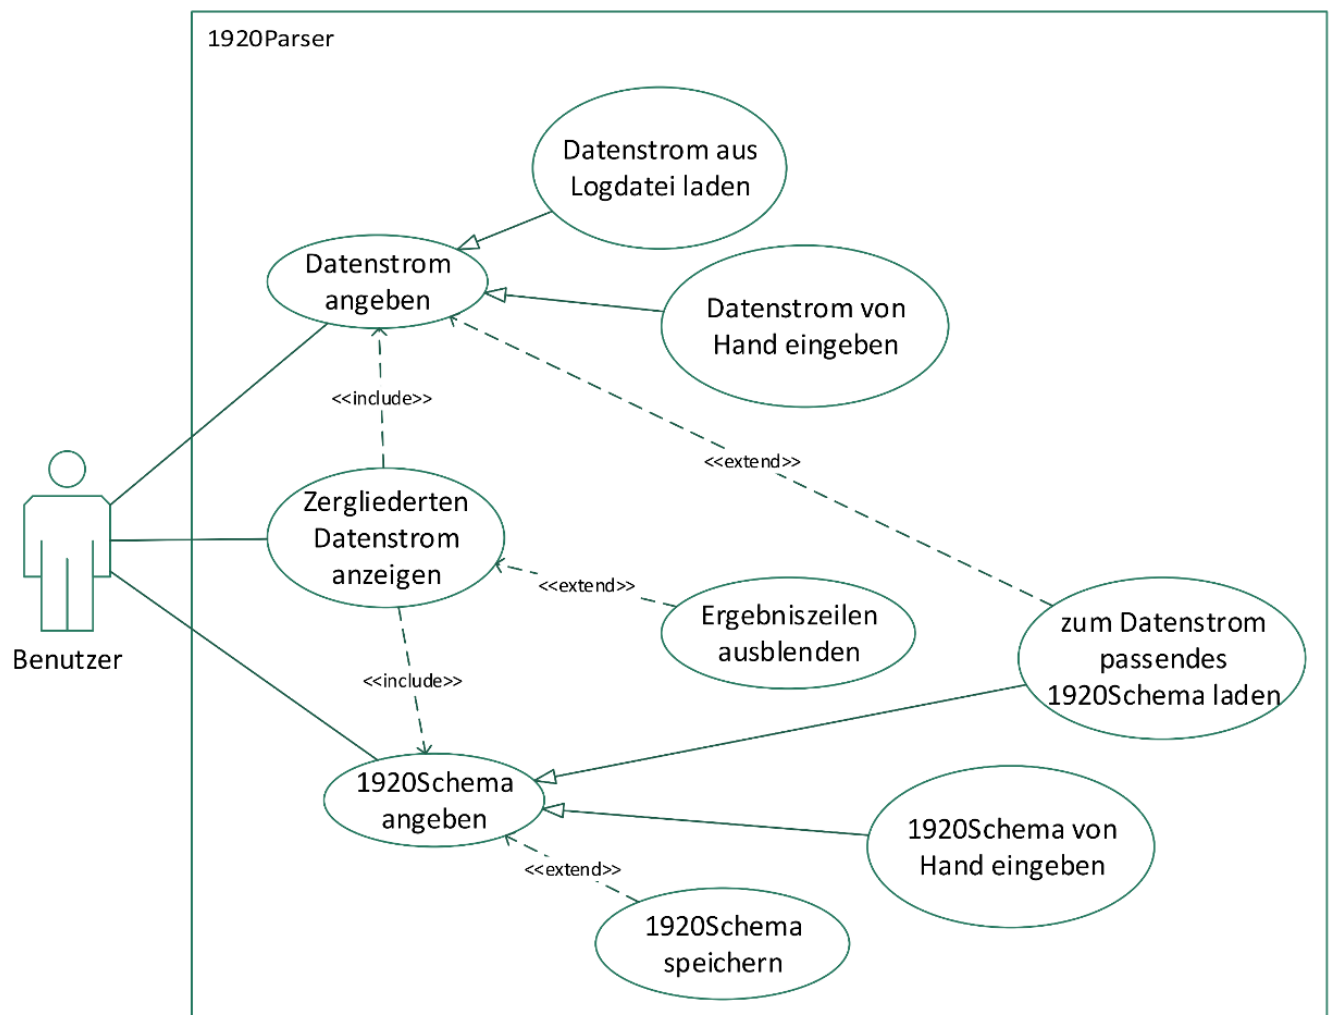 1920Parser
Datenstrom aus
Logdatei laden
Datenstrom
angeben
Datenstrom von
Hand eingeben
<<include>>
<<extend>>
Zergliederten
Datenstrom
anzeigen
<<extend>>
Ergebniszeilen
ausblenden
zum Datenstrom
passendes
1920Schema laden
Benutzer
<<include>>
1920Schema
angeben
1920Schema von
Hand eingeben
<<extend>>
1920Schema
speichern